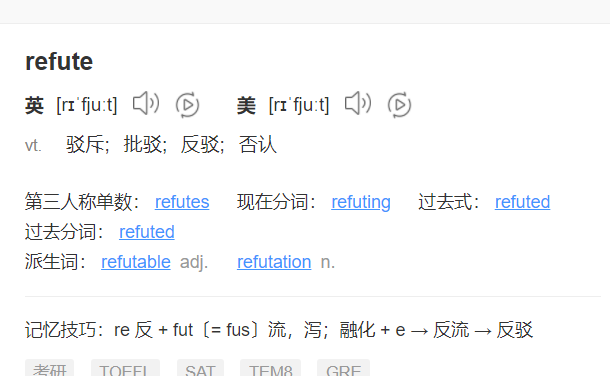 refute
英 [rɪˈfjuːt] 美 [rɪˈfjuːt]
vt. 驳斥；批驳；反驳；否认
第三人称单数：refutes 现在分词：refuting 过去式：refuted
过去分词：refuted
派生词：refutable adj. refutation n.
记忆技巧：re 反 + fut〔= fus〕流，泻；融化 + e → 反流 → 反驳
考研 TOEFL SAT TEM8 GRE